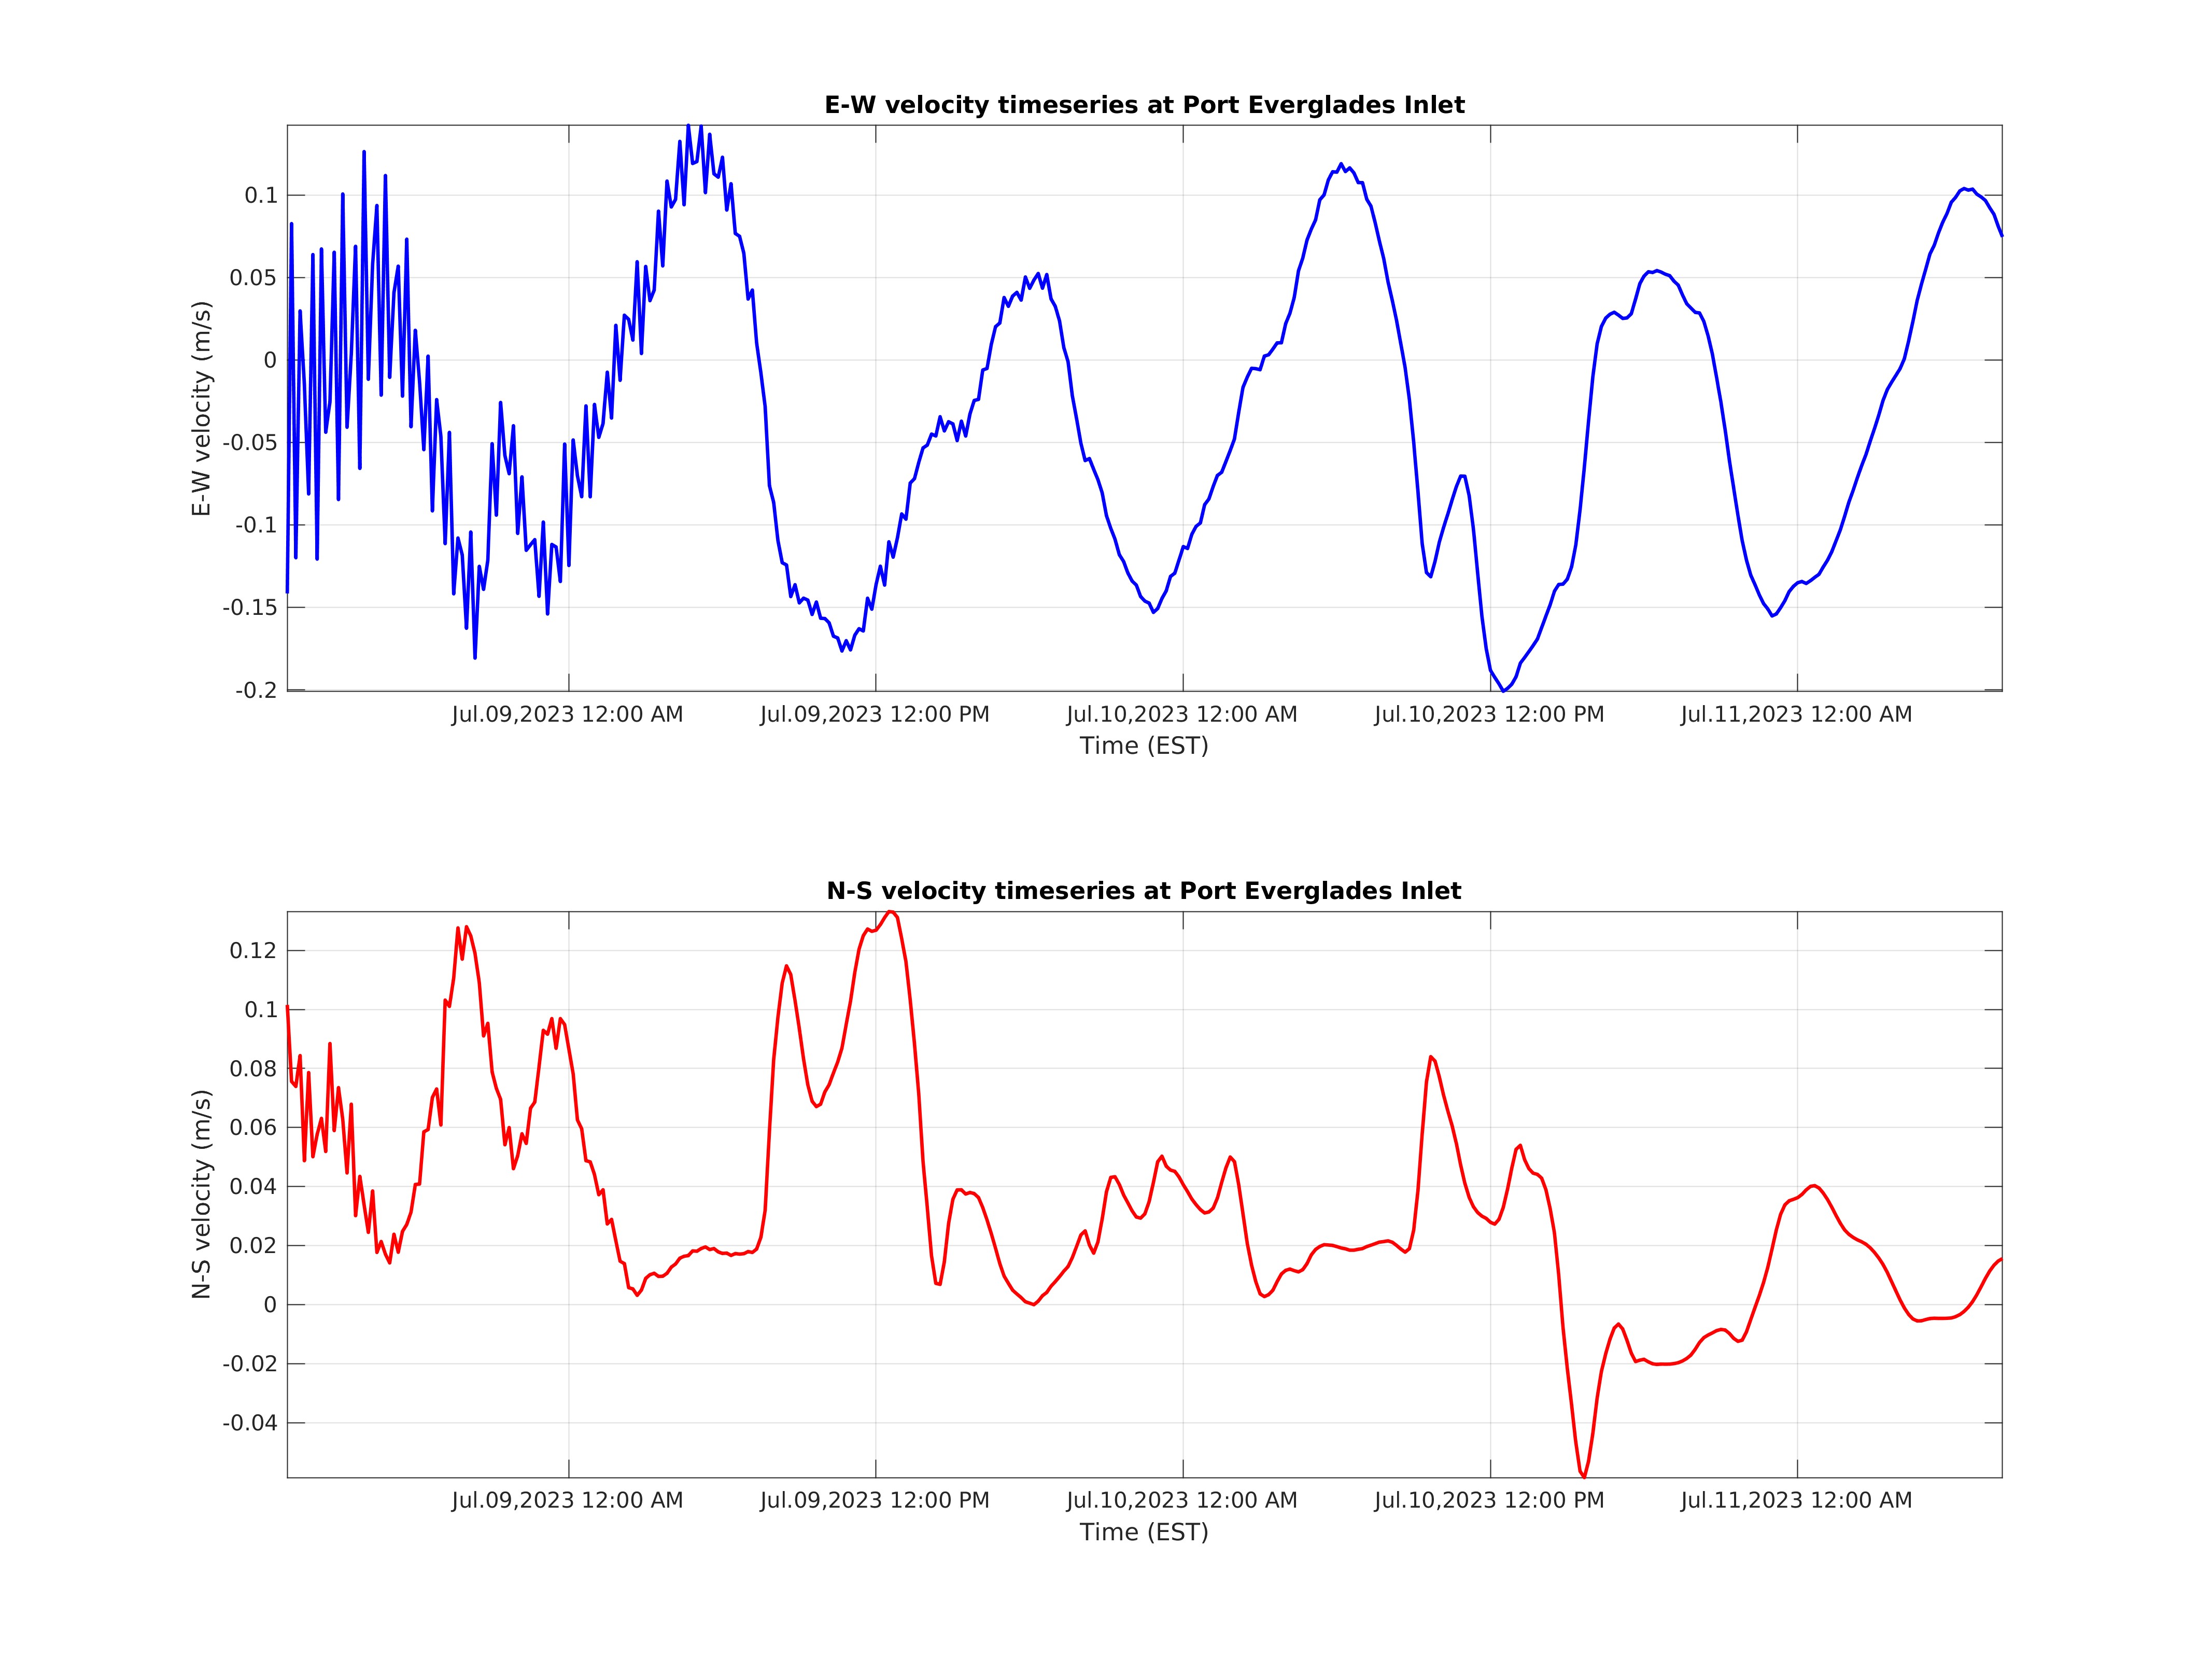 E-W velocity timeseries at Port Everglades Inlet
E-W velocity (m/s)
0.1
0.05
0
-0.05
-0.1
-0.15
-0.2
Jul.09,2023 12:00 AM Jul.09,2023 12:00 PM Jul.10,2023 12:00 AM Jul.10,2023 12:00 PM Jul.11,2023 12:00 AM
Time (EST)
N-S velocity timeseries at Port Everglades Inlet
N-S velocity (m/s)
0.12
0.1
0.08
0.06
0.04
0.02
0
-0.02
-0.04
Jul.09,2023 12:00 AM Jul.09,2023 12:00 PM Jul.10,2023 12:00 AM Jul.10,2023 12:00 PM Jul.11,2023 12:00 AM
Time (EST)